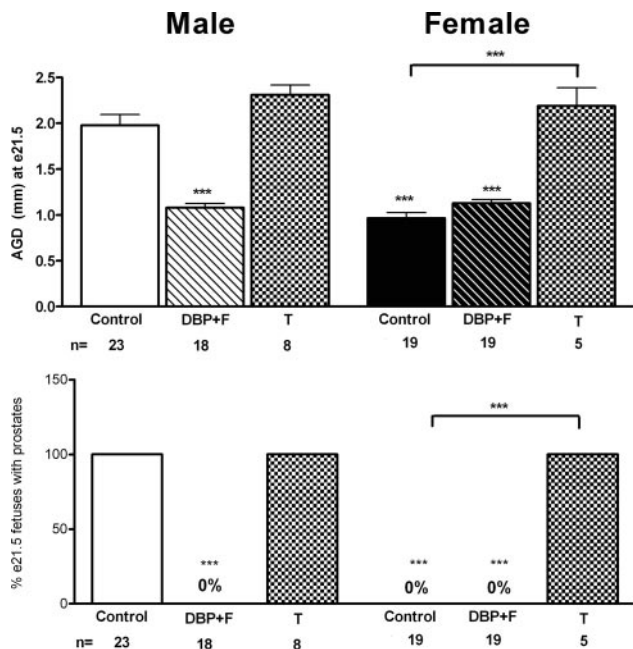 Male Female
***
2.5
2.0
1.5
1.0
0.5
0.0
AGD (mm) at e21.5
*** *** ***
Control DBP+F T Control DBP+F T
n= 23 18 8 19 19 5
150
100
50
0
% e21.5 fetuses with prostates
***
*** *** ***
0% 0% 0%
Control DBP+F T Control DBP+F T
n= 23 18 8 19 19 5